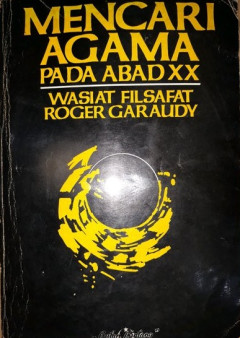 MENCARI
AGAMA
PADA ABAD XX
WASIAT FILSAFAT
ROGER GARAUDY